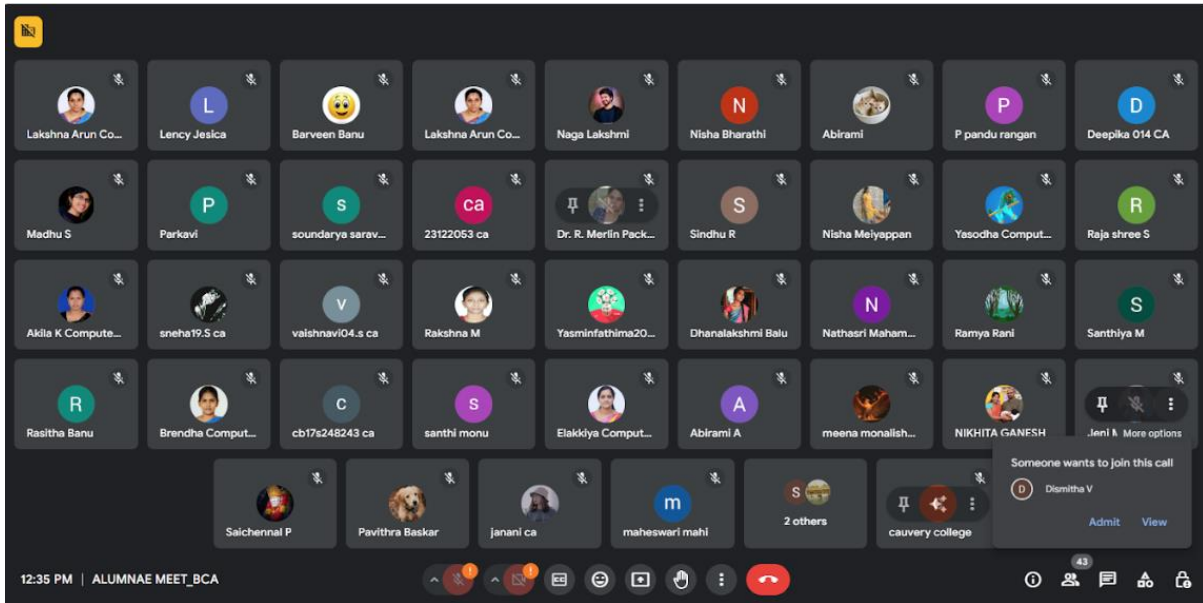 Lakshna Arun Co...
L
Lency Jesica
Barveen Banu
Lakshna Arun Co...
Naga Lakshmi
N
Nisha Bharathi
Abirami
P
P pandu rangan
D
Deepika 014 CA
Madhu S
P
Parkavi
s
soundarya sarav...
ca
23122053 ca
Dr. R. Merlin Pack...
S
Sindhu R
Nisha Meiyappan
Yasodha Comput...
R
Raja shree S
Akila K Compute...
sneha19.S ca
v
vaishnavi04.s ca
Rakshna M
Yasminfathima20...
Dhanalakshmi Balu
N
Nathasri Maham...
Ramya Rani
S
Santhiya M
R
Rasitha Banu
Brendha Comput...
c
cb17s248243 ca
s
santhi monu
Elakkiya Comput...
A
Abirami A
meena monalish...
NIKHITA GANESH
More options
Someone wants to join this call
D
Dismitha V
Admit View
Saichennal P
Pavithra Baskar
janani ca
m
maheswari mahi
S
2 others
cauvery college
12:35 PM | ALUMNAE MEET_BCA
CC
43